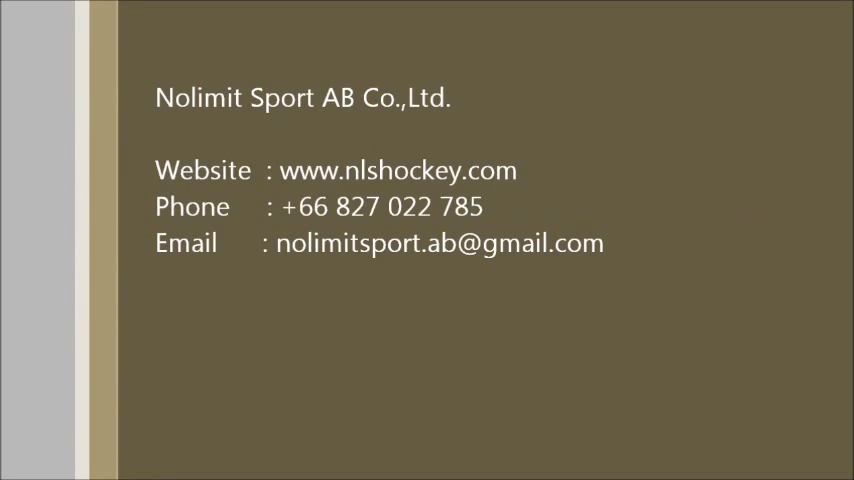 Nolimit Sport AB Co.,Ltd.
Website : www.nlshockey.com
Phone : +66 827 022 785
Email : nolimitsport.ab@gmail.com